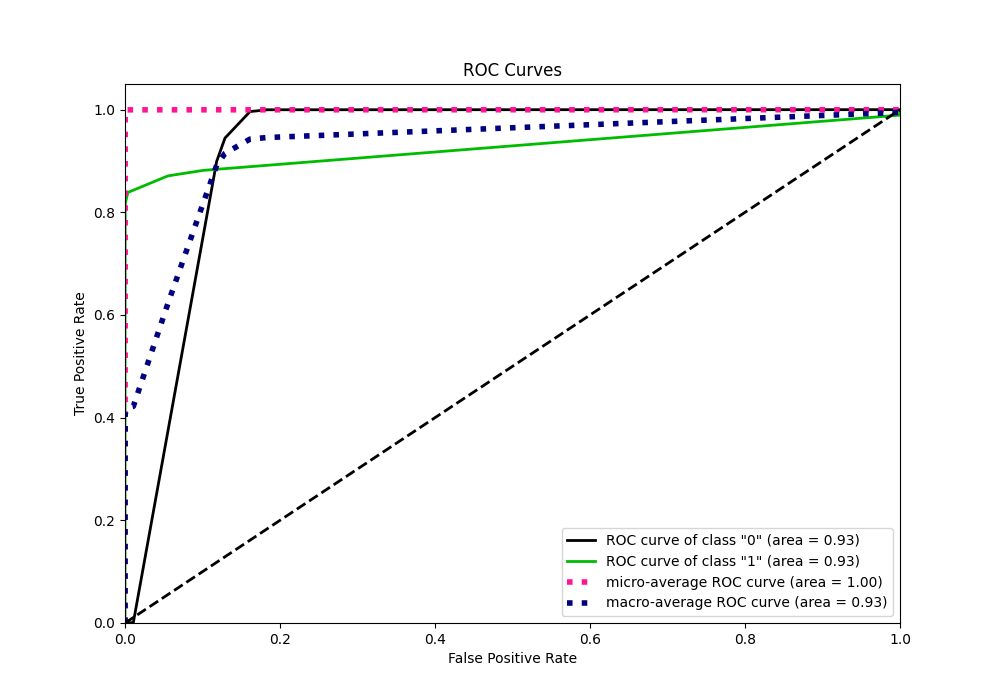 ROC Curves
True Positive Rate
1.0
0.8
0.6
0.4
0.2
0.0
0.0 0.2 0.4 0.6 0.8 1.0
False Positive Rate
ROC curve of class "0" (area = 0.93)
ROC curve of class "1" (area = 0.93)
micro-average ROC curve (area = 1.00)
macro-average ROC curve (area = 0.93)